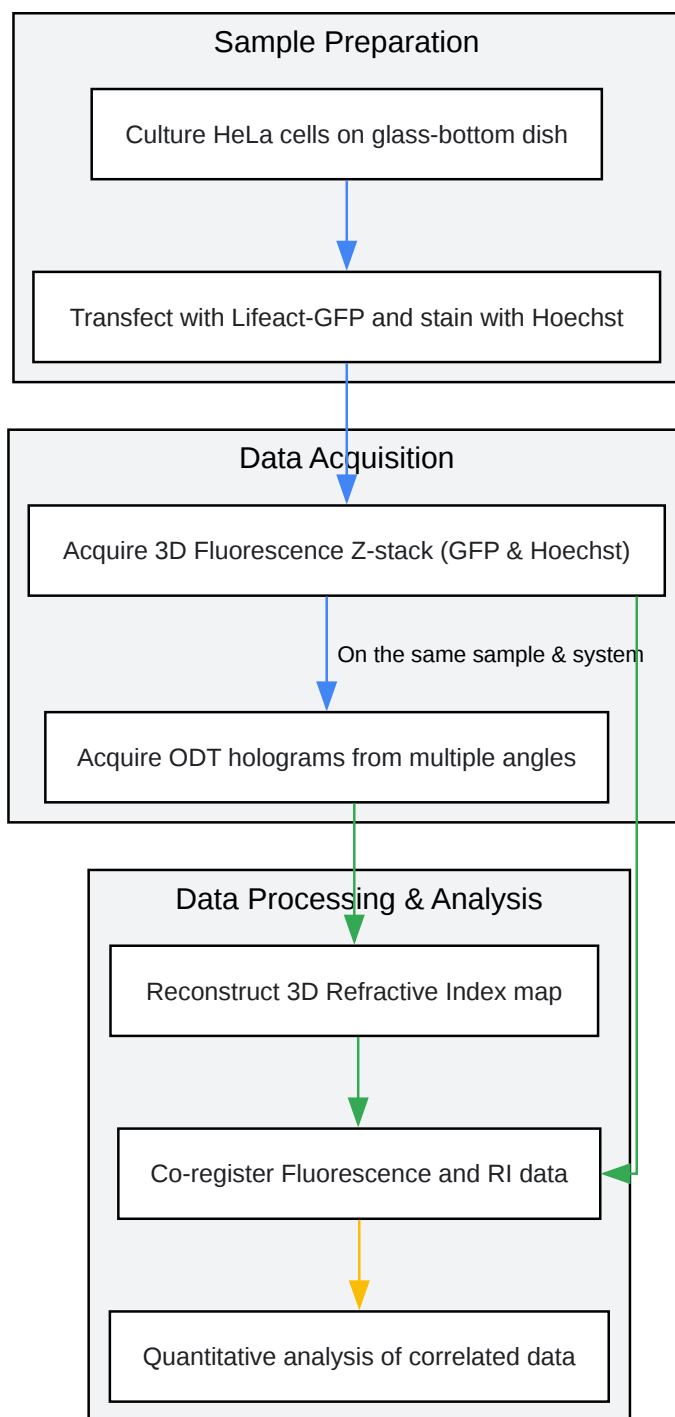 Sample Preparation
Culture HeLa cells on glass-bottom dish
Transfect with Lifeact-GFP and stain with Hoechst
Data Acquisition
Acquire 3D Fluorescence Z-stack (GFP & Hoechst)
On the same sample & system
Acquire ODT holograms from multiple angles
Data Processing & Analysis
Reconstruct 3D Refractive Index map
Co-register Fluorescence and RI data
Quantitative analysis of correlated data